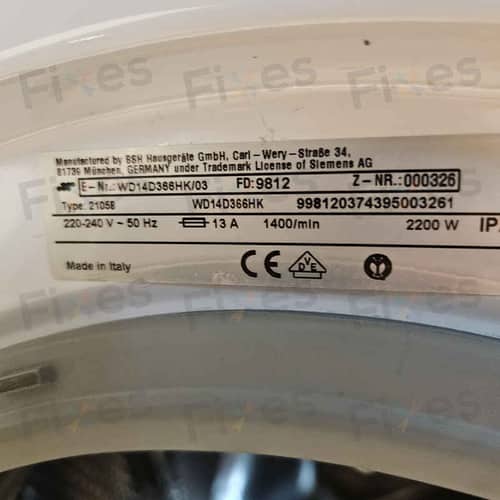 Fixes
Manufactured by BSH Hausgeräte GmbH, Carl-Wery-Straße 34,
81739 München, GERMANY under Trademark License of Siemens AG
E-Nr.: WD14D366HK/03 FD: 9812 Z-NR.: 000326
Type: 21058 WD14D366HK 998120374395003261
220-240 V ~ 50 Hz 13 A 1400/min 2200 W IP
Made in Italy CE VDE